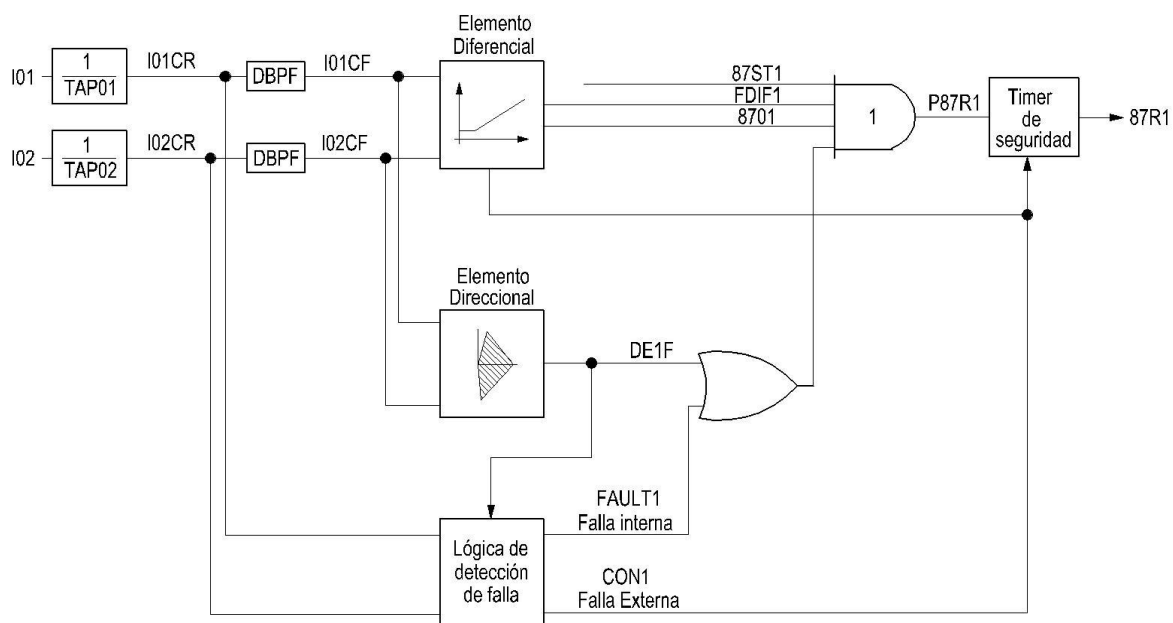 Elemento
Diferencial
I01
1
TAP01
I01CR
DBPF
I01CF
87ST1
FDIF1
8701
1
P87R1
Timer
de
seguridad
87R1
I02
1
TAP02
I02CR
DBPF
I02CF
Elemento
Direccional
DE1F
FAULT1
Falla interna
Lógica de
detección
de falla
CON1
Falla Externa